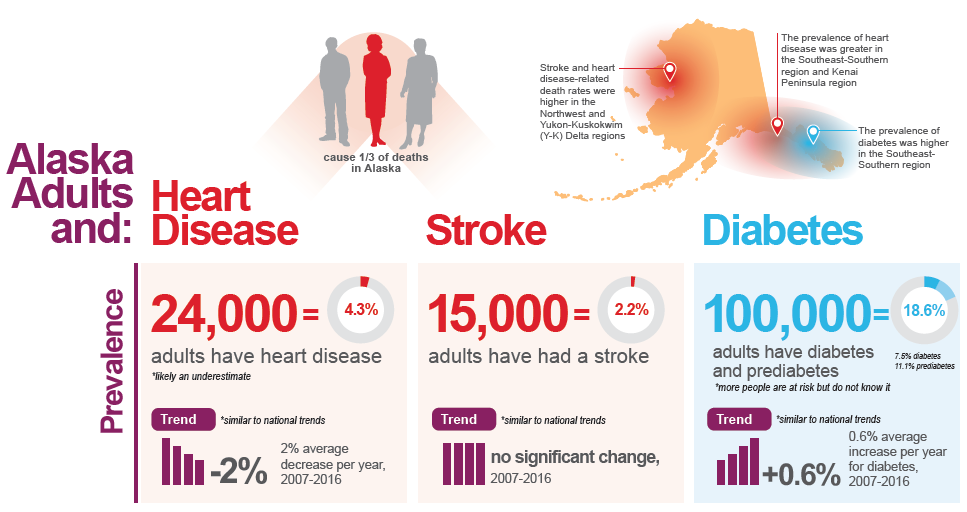 cause 1/3 of deaths
in Alaska
Stroke and heart
disease-related
death rates were
higher in the
Northwest and
Yukon-Kuskokwim
(Y-K) Delta regions
The prevalence of heart
disease was greater in
the Southeast-Southern
region and Kenai
Peninsula region
The prevalence of
diabetes was higher
in the Southeast-
Southern region
Alaska
Adults
and:
Heart
Disease
Stroke
Diabetes
Prevalence
24,000 = 4.3%
adults have heart disease
*likely an underestimate
Trend *similar to national trends
-2%
2% average
decrease per year,
2007-2016
15,000 = 2.2%
adults have had a stroke
Trend *similar to national trends
no significant change,
2007-2016
100,000= 18.6%
adults have diabetes
and prediabetes
7.5% diabetes
11.1% prediabetes
*more people are at risk but do not know it
Trend *similar to national trends
+0.6%
0.6% average
increase per year
for diabetes,
2007-2016